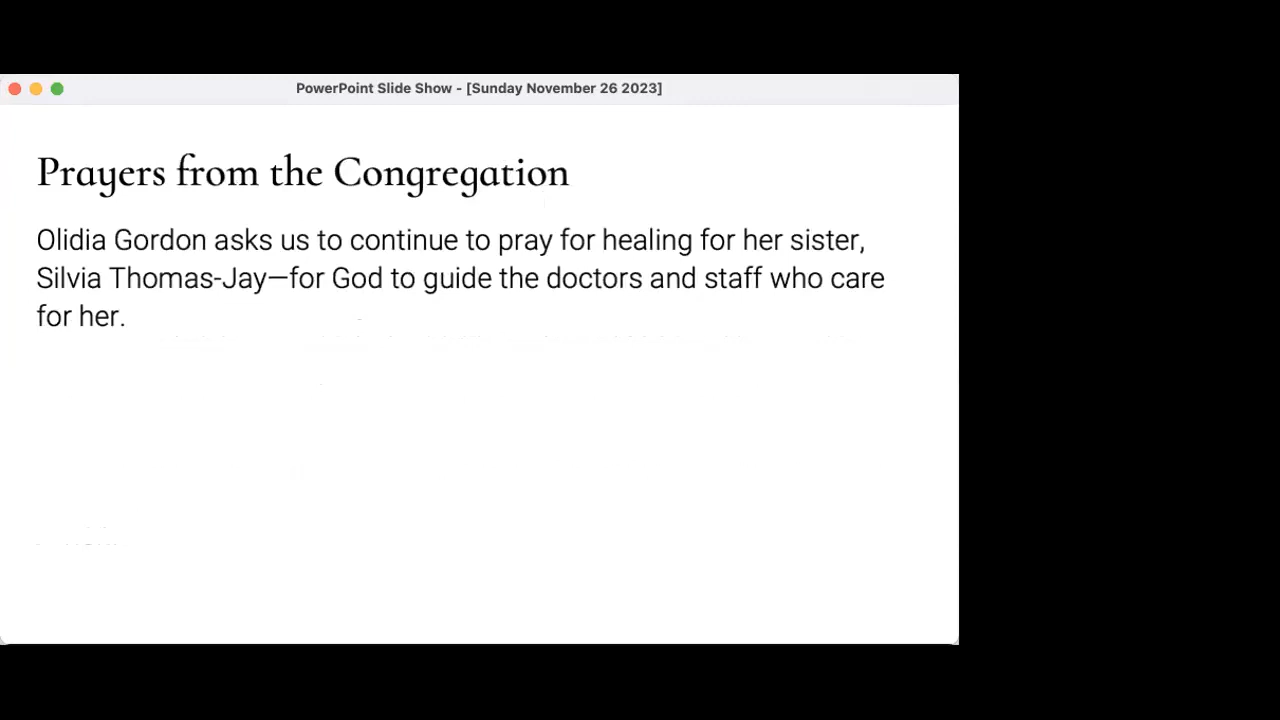 PowerPoint Slide Show - [Sunday November 26 2023]
Prayers from the Congregation
Olidia Gordon asks us to continue to pray for healing for her sister,
Silvia Thomas-Jay—for God to guide the doctors and staff who care
for her.